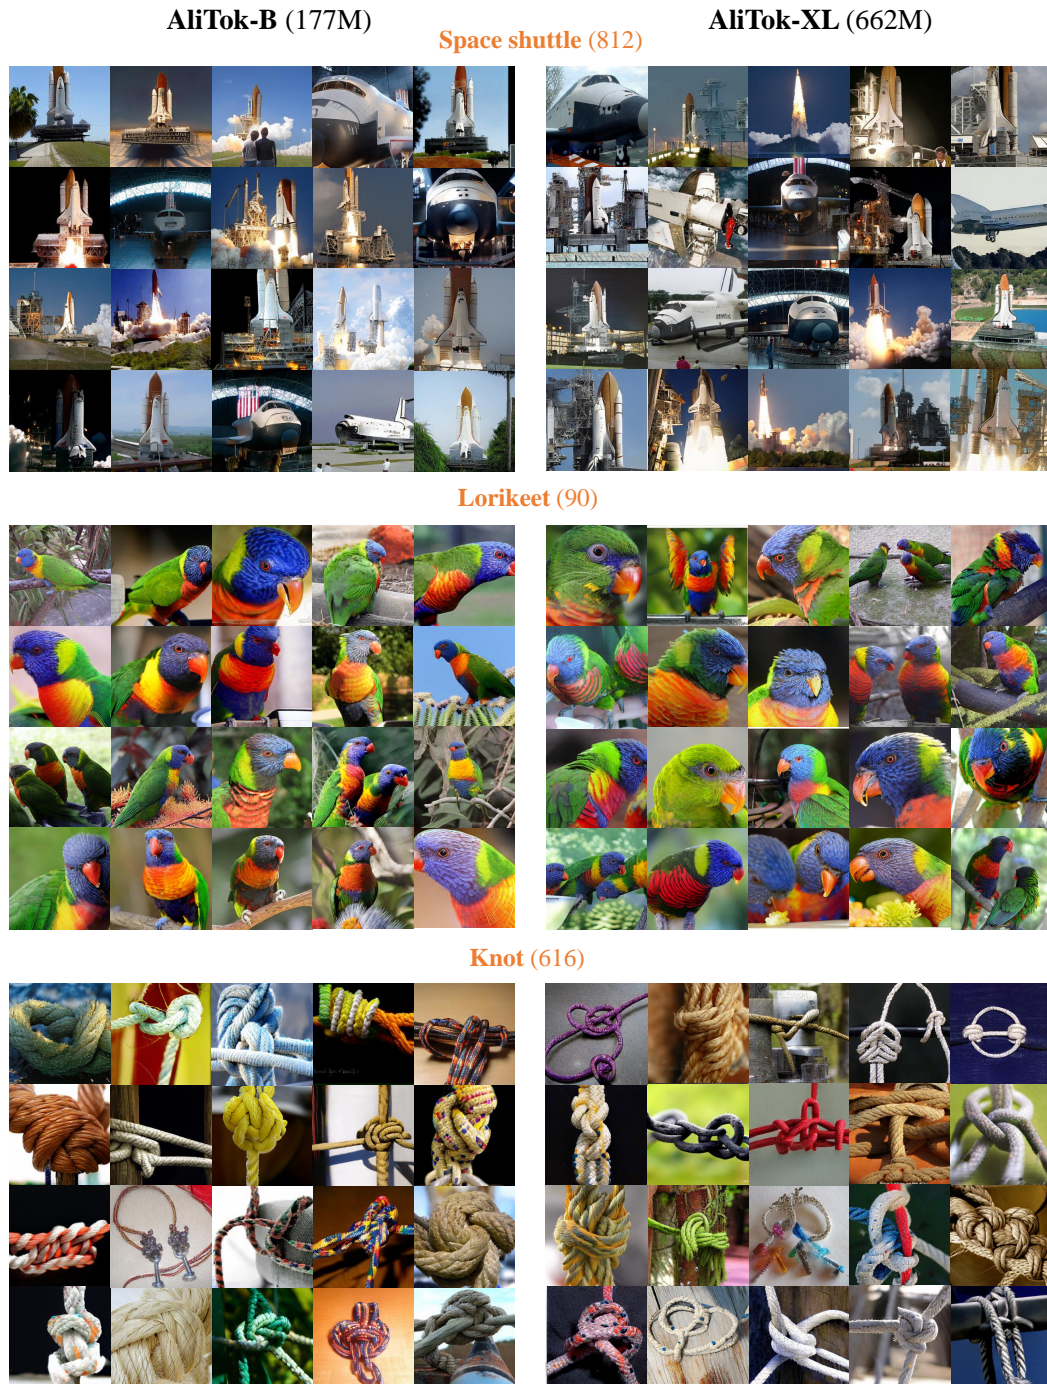 AliTok-B (177M)
AliTok-XL (662M)
Space shuttle (812)
Lorikeet (90)
Knot (616)